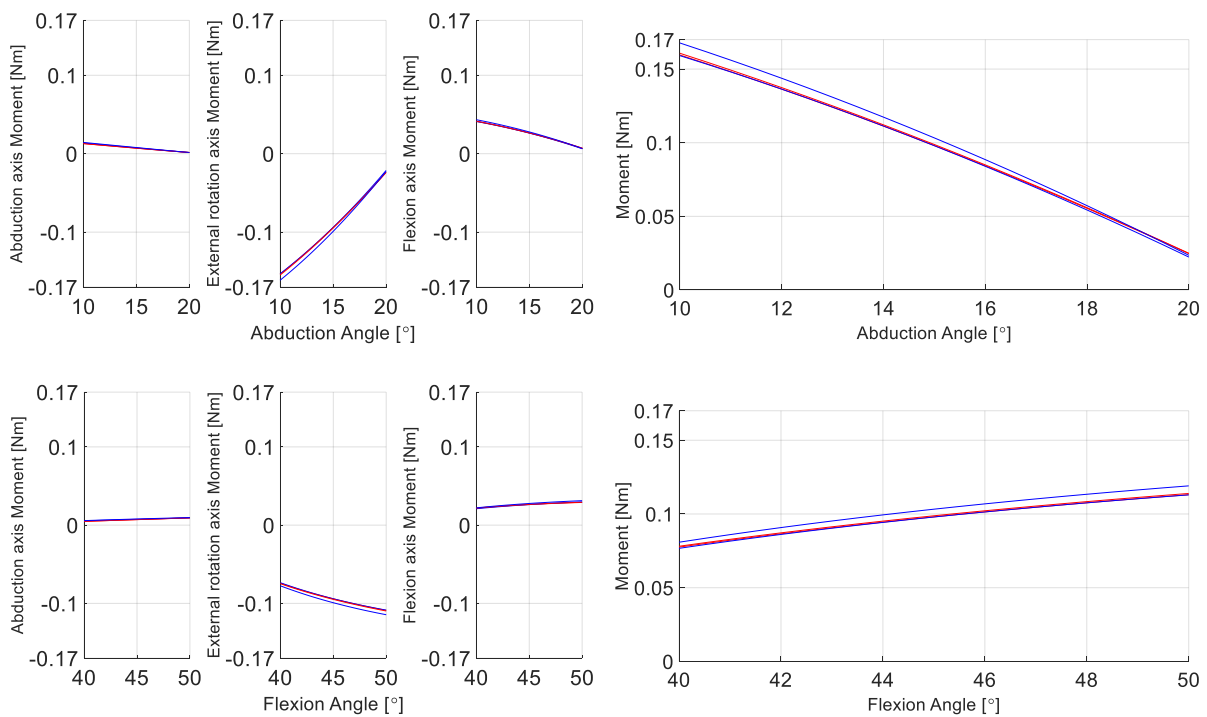 0.17
0.1
0
-0.1
-0.17
10 15 20
Abduction axis Moment [Nm]
0.17
0.1
0
-0.1
-0.17
10 15 20
External rotation axis Moment [Nm]
0.17
0.1
0
-0.1
-0.17
10 15 20
Flexion axis Moment [Nm]
Abduction Angle [°]
0.17
0.15
0.1
0.05
0
10 12 14 16 18 20
Moment [Nm]
Abduction Angle [°]
0.17
0.1
0
-0.1
-0.17
40 45 50
Abduction axis Moment [Nm]
0.17
0.1
0
-0.1
-0.17
40 45 50
External rotation axis Moment [Nm]
0.17
0.1
0
-0.1
-0.17
40 45 50
Flexion axis Moment [Nm]
Flexion Angle [°]
0.17
0.15
0.1
0.05
0
40 42 44 46 48 50
Moment [Nm]
Flexion Angle [°]